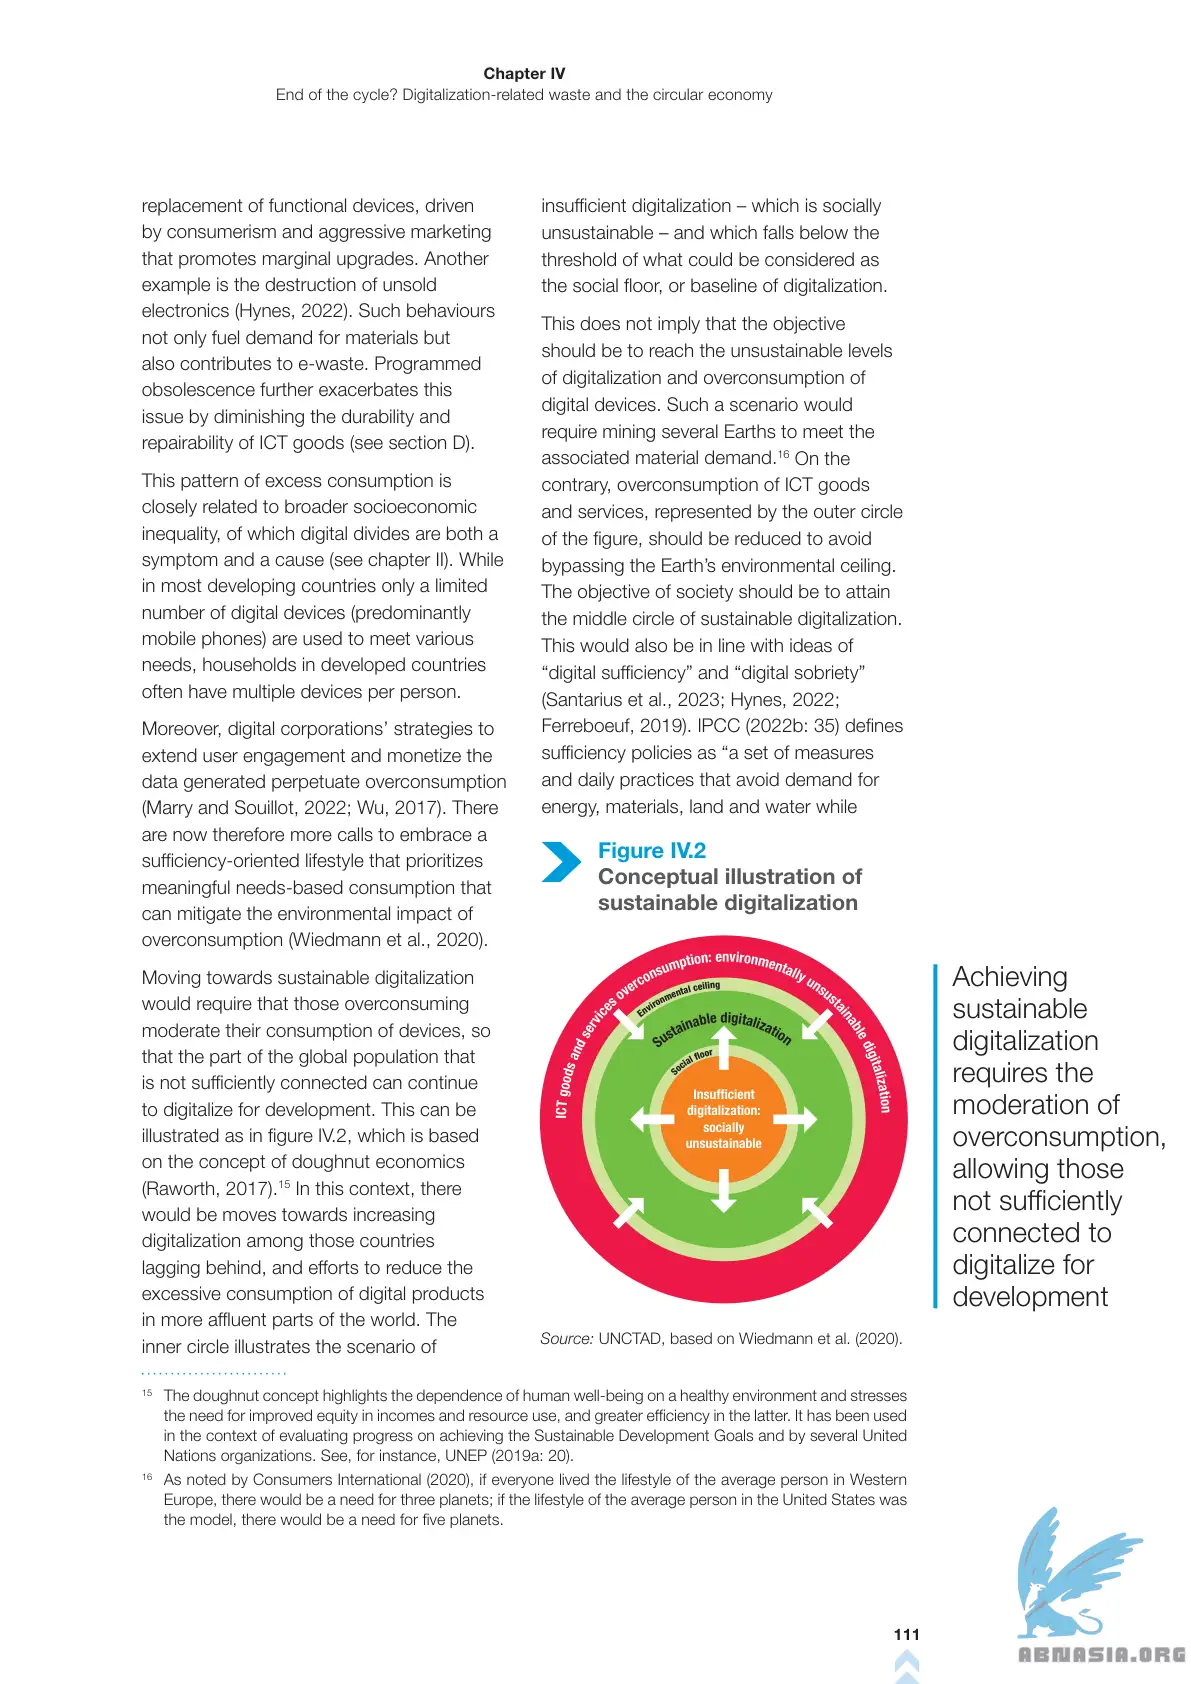 Chapter IV
End of the cycle? Digitalization-related waste and the circular economy
replacement of functional devices, driven
by consumerism and aggressive marketing
that promotes marginal upgrades. Another
example is the destruction of unsold
electronics (Hynes, 2022). Such behaviours
not only fuel demand for materials but
also contributes to e-waste. Programmed
obsolescence further exacerbates this
issue by diminishing the durability and
repairability of ICT goods (see section D).
This pattern of excess consumption is
closely related to broader socioeconomic
inequality, of which digital divides are both a
symptom and a cause (see chapter II). While
in most developing countries only a limited
number of digital devices (predominantly
mobile phones) are used to meet various
needs, households in developed countries
often have multiple devices per person.
Moreover, digital corporations’ strategies to
extend user engagement and monetize the
data generated perpetuate overconsumption
(Marry and Souillot, 2022; Wu, 2017). There
are now therefore more calls to embrace a
sufficiency-oriented lifestyle that prioritizes
meaningful needs-based consumption that
can mitigate the environmental impact of
overconsumption (Wiedmann et al., 2020).
Moving towards sustainable digitalization
would require that those overconsuming
moderate their consumption of devices, so
that the part of the global population that
is not sufficiently connected can continue
to digitalize for development. This can be
illustrated as in figure IV.2, which is based
on the concept of doughnut economics
(Raworth, 2017).15 In this context, there
would be moves towards increasing
digitalization among those countries
lagging behind, and efforts to reduce the
excessive consumption of digital products
in more affluent parts of the world. The
inner circle illustrates the scenario of
insufficient digitalization – which is socially
unsustainable – and which falls below the
threshold of what could be considered as
the social floor, or baseline of digitalization.
This does not imply that the objective
should be to reach the unsustainable levels
of digitalization and overconsumption of
digital devices. Such a scenario would
require mining several Earths to meet the
associated material demand.16 On the
contrary, overconsumption of ICT goods
and services, represented by the outer circle
of the figure, should be reduced to avoid
bypassing the Earth’s environmental ceiling.
The objective of society should be to attain
the middle circle of sustainable digitalization.
This would also be in line with ideas of
“digital sufficiency” and “digital sobriety”
(Santarius et al., 2023; Hynes, 2022;
Ferreboeuf, 2019). IPCC (2022b: 35) defines
sufficiency policies as “a set of measures
and daily practices that avoid demand for
energy, materials, land and water while
Figure IV.2
Conceptual illustration of
sustainable digitalization
ICT goods and services overconsumption: environmentally unsustainable digitalization
Environmental ceiling
Sustainable digitalization
Social floor
Insufficient
digitalization:
socially
unsustainable
Source: UNCTAD, based on Wiedmann et al. (2020).
Achieving
sustainable
digitalization
requires the
moderation of
overconsumption,
allowing those
not sufficiently
connected to
digitalize for
development
15 The doughnut concept highlights the dependence of human well-being on a healthy environment and stresses
the need for improved equity in incomes and resource use, and greater efficiency in the latter. It has been used
in the context of evaluating progress on achieving the Sustainable Development Goals and by several United
Nations organizations. See, for instance, UNEP (2019a: 20).
16 As noted by Consumers International (2020), if everyone lived the lifestyle of the average person in Western
Europe, there would be a need for three planets; if the lifestyle of the average person in the United States was
the model, there would be a need for five planets.
111
ABNASIA.ORG